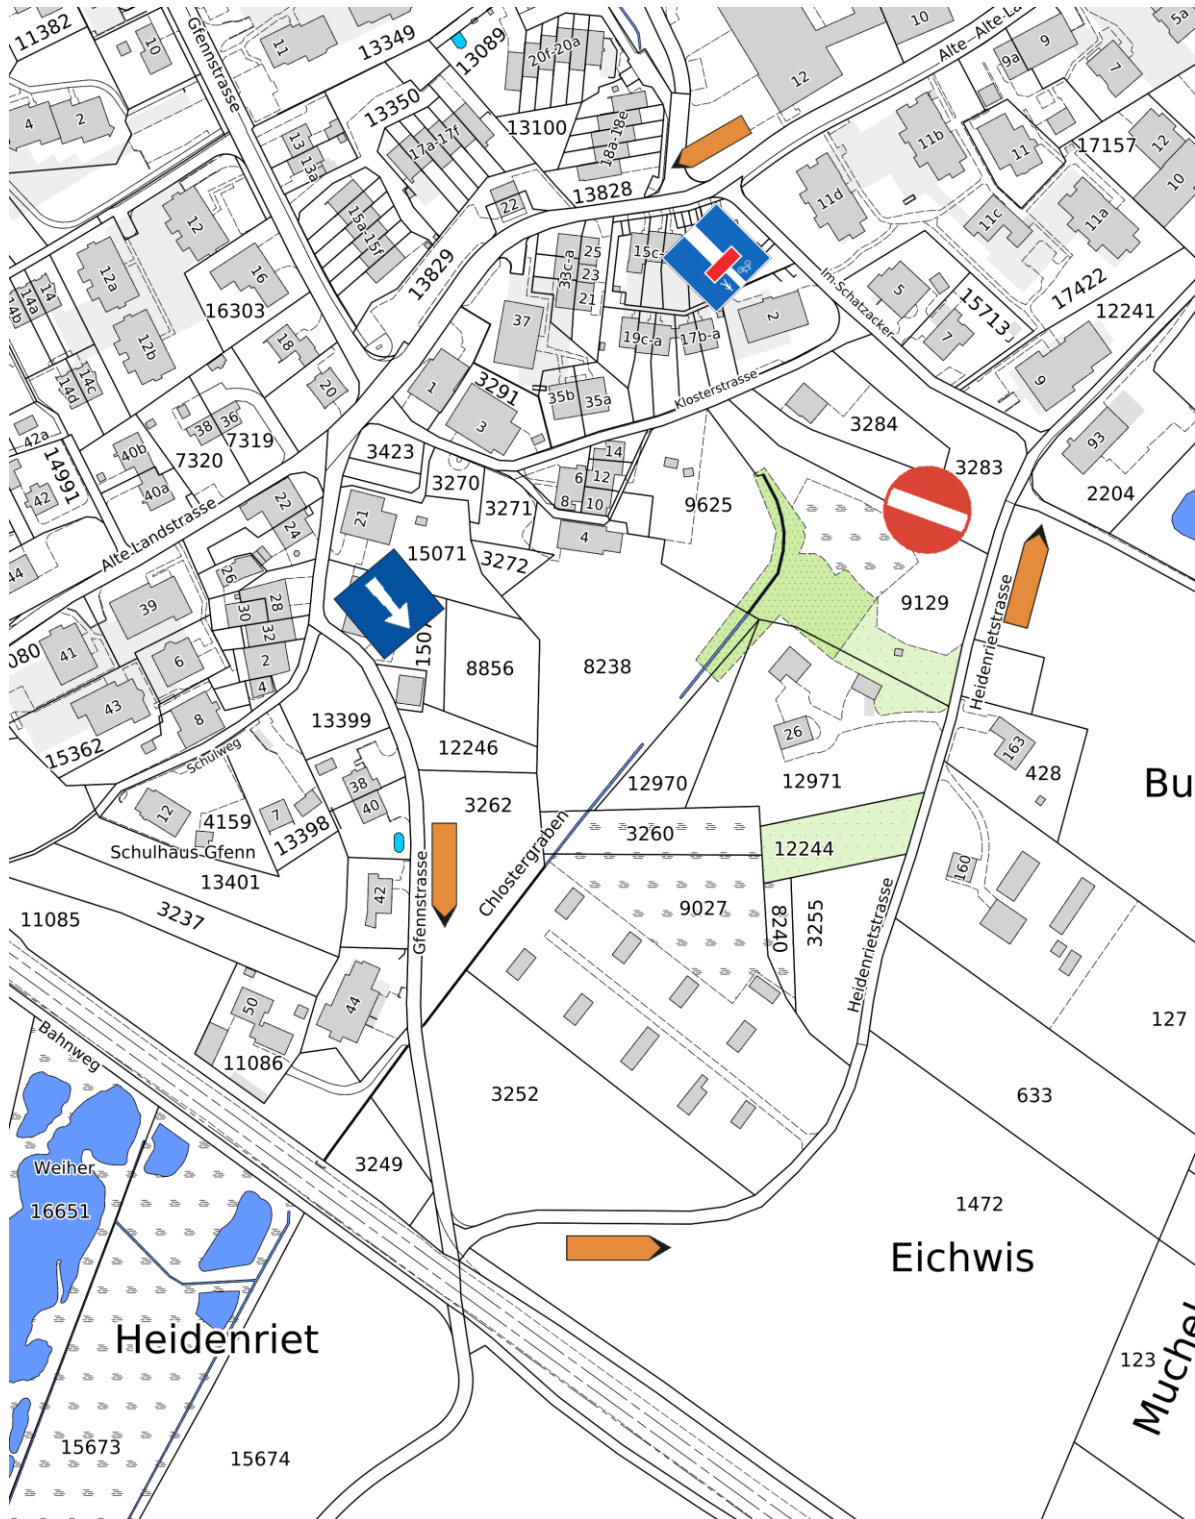 11382
10
Gfennstrasse
11
13349
13089
20f-20a
12
10
Alte
Alte-La
9a
9
7
5a
4
2
13
13a
13350
17a-17f
13100
18a-18e
11b
11
17157
12
10
12
15a-15f
22
13828
11d
11c
11a
12a
16
16303
13829
33c-a
25
23
21
15c-
Im-Schatzacker
5
7
15713
17422
12241
14b
14a
14
12b
18
37
19c-a
17b-a
2
9
14d
14c
20
1
3291
3
35b
35a
Klosterstrasse
3284
42a
38
36
7319
40b
7320
40a
14991
42
3423
3270
3271
14
6
12
8
10
9625
3283
93
2204
22
24
21
Alte Landstrasse
44
15071
3272
4
26
28
30
32
39
41
080
6
2
4
43
8
15362
Schulweg
1507
8856
8238
9129
Heidenrietstrasse
13399
12246
26
163
428
12970
12971
Bu
12
4159
7
13398
38
40
3262
Chlostergraben
3260
12244
Schulhaus Gfenn
13401
3237
11085
42
Gfennstrasse
9027
8240
3255
Heidenrietstrasse
160
127
50
44
11086
Bahnweg
3252
633
3249
Weiher
16651
1472
Eichwis
Heidenriet
123
Muchel
15673
15674